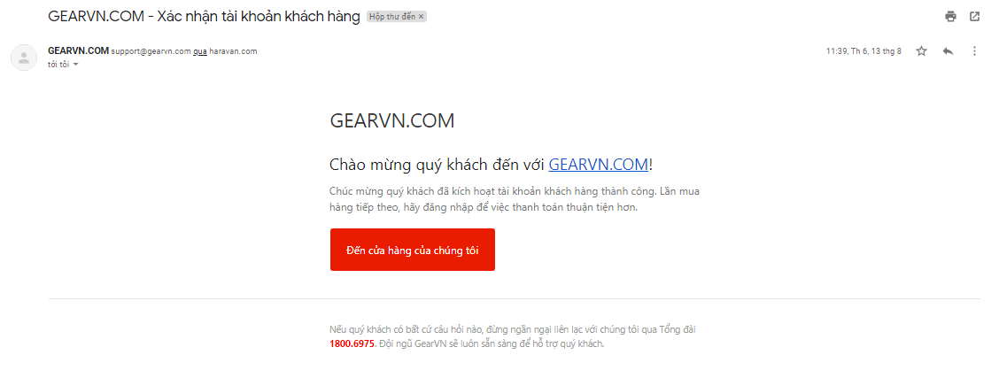 GEARVN.COM - Xác nhận tài khoản khách hàng Hộp thư đến ×
GEARVN.COM support@gearvn.com qua haravan.com
11:39, Th 6, 13 thg 8
tới tôi
GEARVN.COM
Chào mừng quý khách đến với GEARVN.COM!
Chúc mừng quý khách đã kích hoạt tài khoản khách hàng thành công. Lần mua
hàng tiếp theo, hãy đăng nhập để việc thanh toán thuận tiện hơn.
Đến cửa hàng của chúng tôi
Nếu quý khách có bất cứ câu hỏi nào, đừng ngần ngại liên lạc với chúng tôi qua Tổng đài
1800.6975. Đội ngũ GearVN sẽ luôn sẵn sàng để hỗ trợ quý khách.